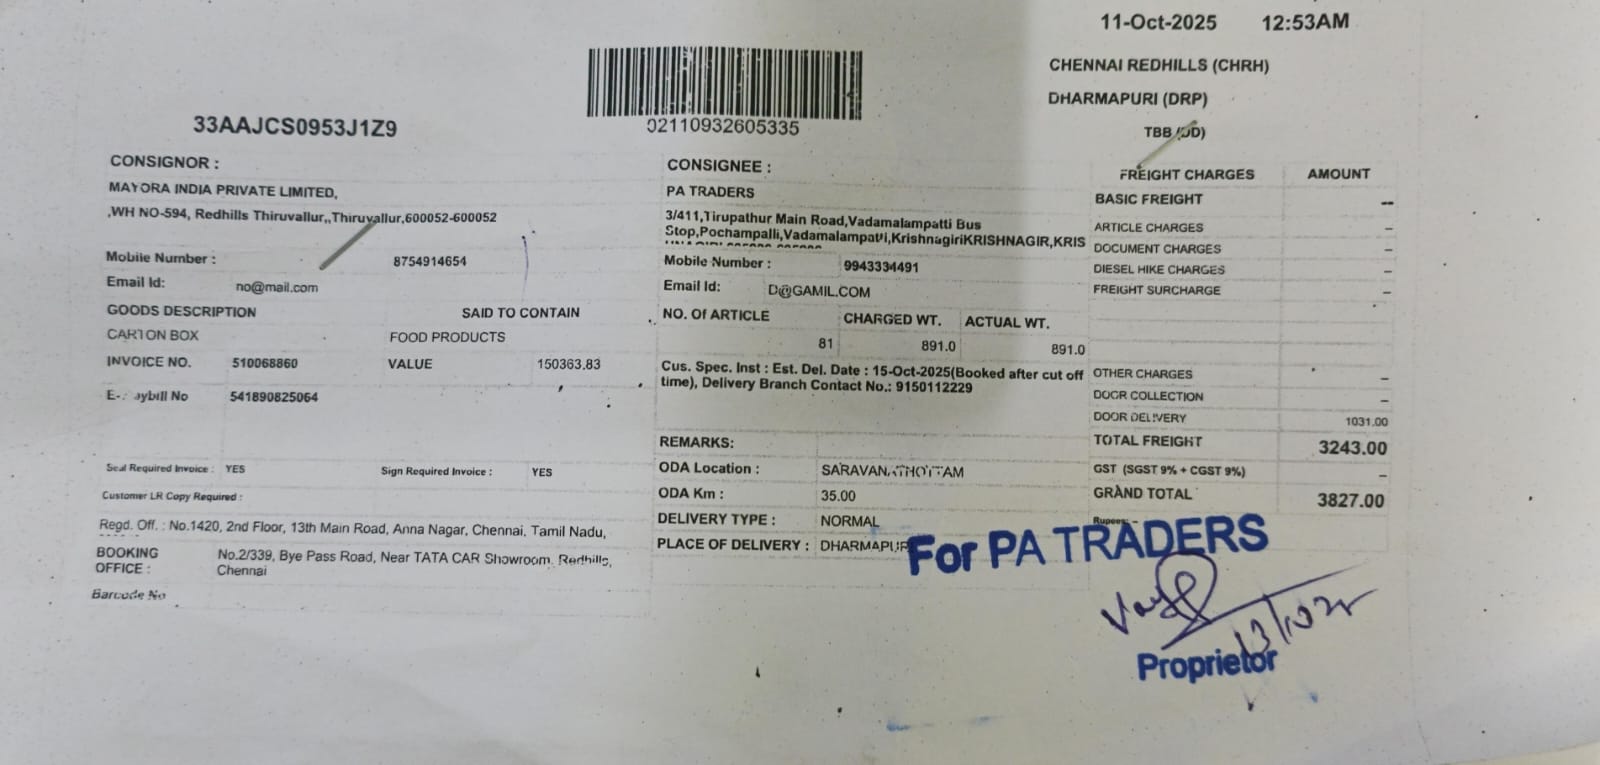 11-Oct-2025 12:53AM
CHENNAI REDHILLS (CHRH)
DHARMAPURI (DRP)
33AAJCS0953J1Z9
02110932605335
TBB
CONSIGNOR :
MAYORA INDIA PRIVATE LIMITED,
,WH NO-594, Redhills Thiruvallur,,Thiruvallur,600052-600052
Mobile Number : 8754914654
Email Id: no@mail.com
GOODS DESCRIPTION SAID TO CONTAIN
CARTON BOX FOOD PRODUCTS
INVOICE NO. 510068860 VALUE 150363.83
541890825064
Seal Required Invoice : YES Sign Required Invoice : YES
Customer LR Copy Required :
Regd. Off. : No.1420, 2nd Floor, 13th Main Road, Anna Nagar, Chennai, Tamil Nadu,
BOOKING OFFICE : No.2/339, Bye Pass Road, Near TATA CAR Showroom, Redhills,
Chennai
Barcode No
CONSIGNEE :
PA TRADERS
3/411,Tirupathur Main Road,Vadamalampatti Bus
Stop,Pochampalli,Vadamalampatti,KrishnagiriKRISHNAGIR,KRIS
Mobile Number : 9943334491
Email Id: D@GAMIL.COM
NO. Of ARTICLE CHARGED WT. ACTUAL WT.
81 891.0 891.0
Cus. Spec. Inst : Est. Del. Date : 15-Oct-2025(Booked after cut off
time), Delivery Branch Contact No.: 9150112229
REMARKS:
ODA Location :
ODA Km : 35.00
DELIVERY TYPE : NORMAL
PLACE OF DELIVERY :
FREIGHT CHARGES AMOUNT
BASIC FREIGHT --
ARTICLE CHARGES –
DOCUMENT CHARGES –
DIESEL HIKE CHARGES –
FREIGHT SURCHARGE –
OTHER CHARGES –
DOOR COLLECTION –
DOOR DELIVERY 1031.00
TOTAL FREIGHT 3243.00
GST (SGST 9% + CGST 9%) –
GRAND TOTAL 3827.00
Rupees: –
For PA TRADERS
Proprietor